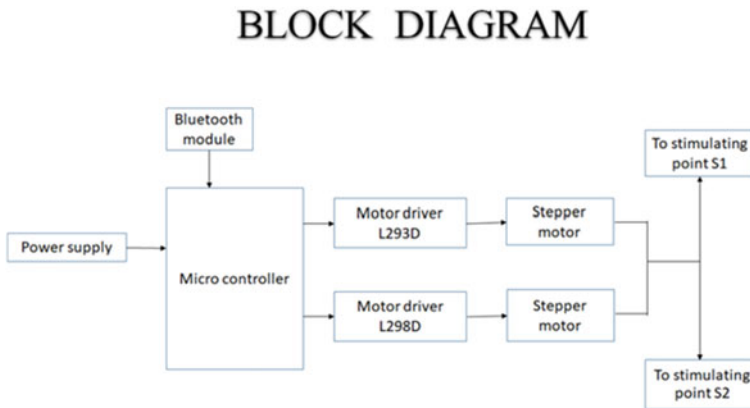 BLOCK DIAGRAM
Bluetooth
module
To stimulating
point S1
Power supply
Micro controller
Motor driver
L293D
Stepper
motor
Motor driver
L298D
Stepper
motor
To stimulating
point S2